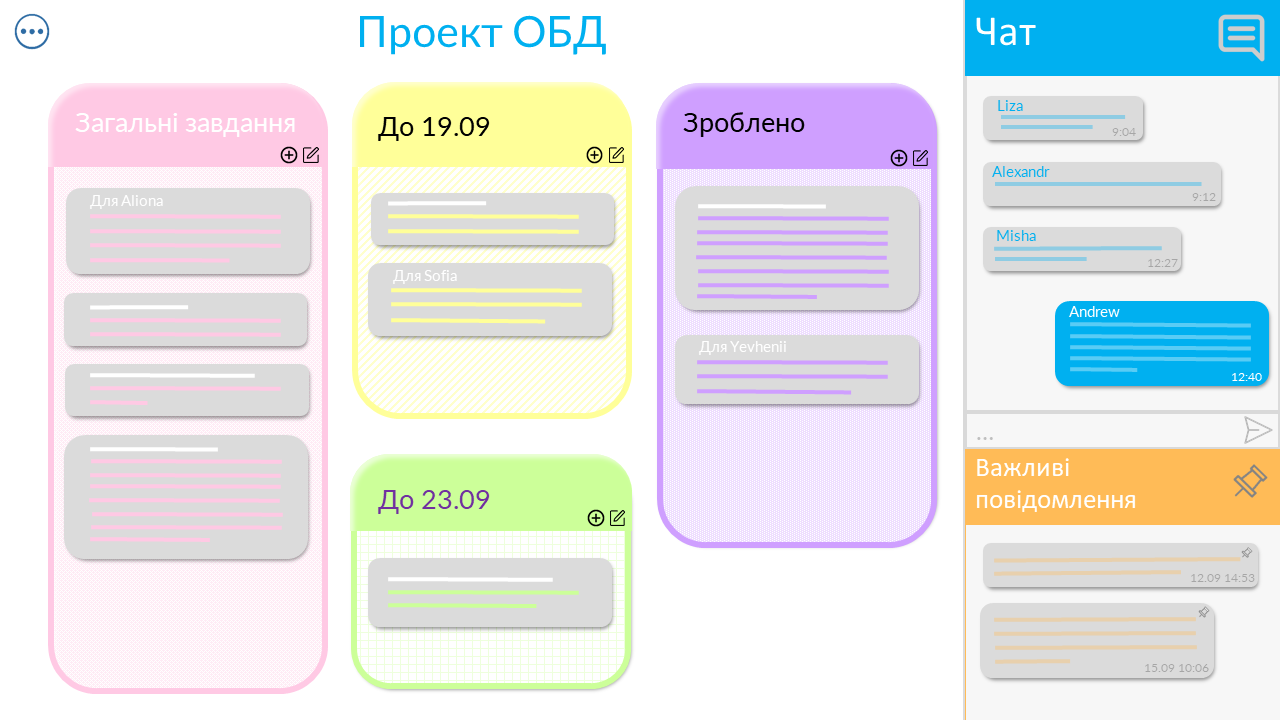 Проект ОБД
Загальні завдання
Для Aliona
До 19.09
Для Sofia
До 23.09
Зроблено
Для Yevhenii
Чат
Liza
9:04
Alexandr
9:12
Misha
12:27
Andrew
12:40
...
Важливі
повідомлення
12.09 14:53
15.09 10:06